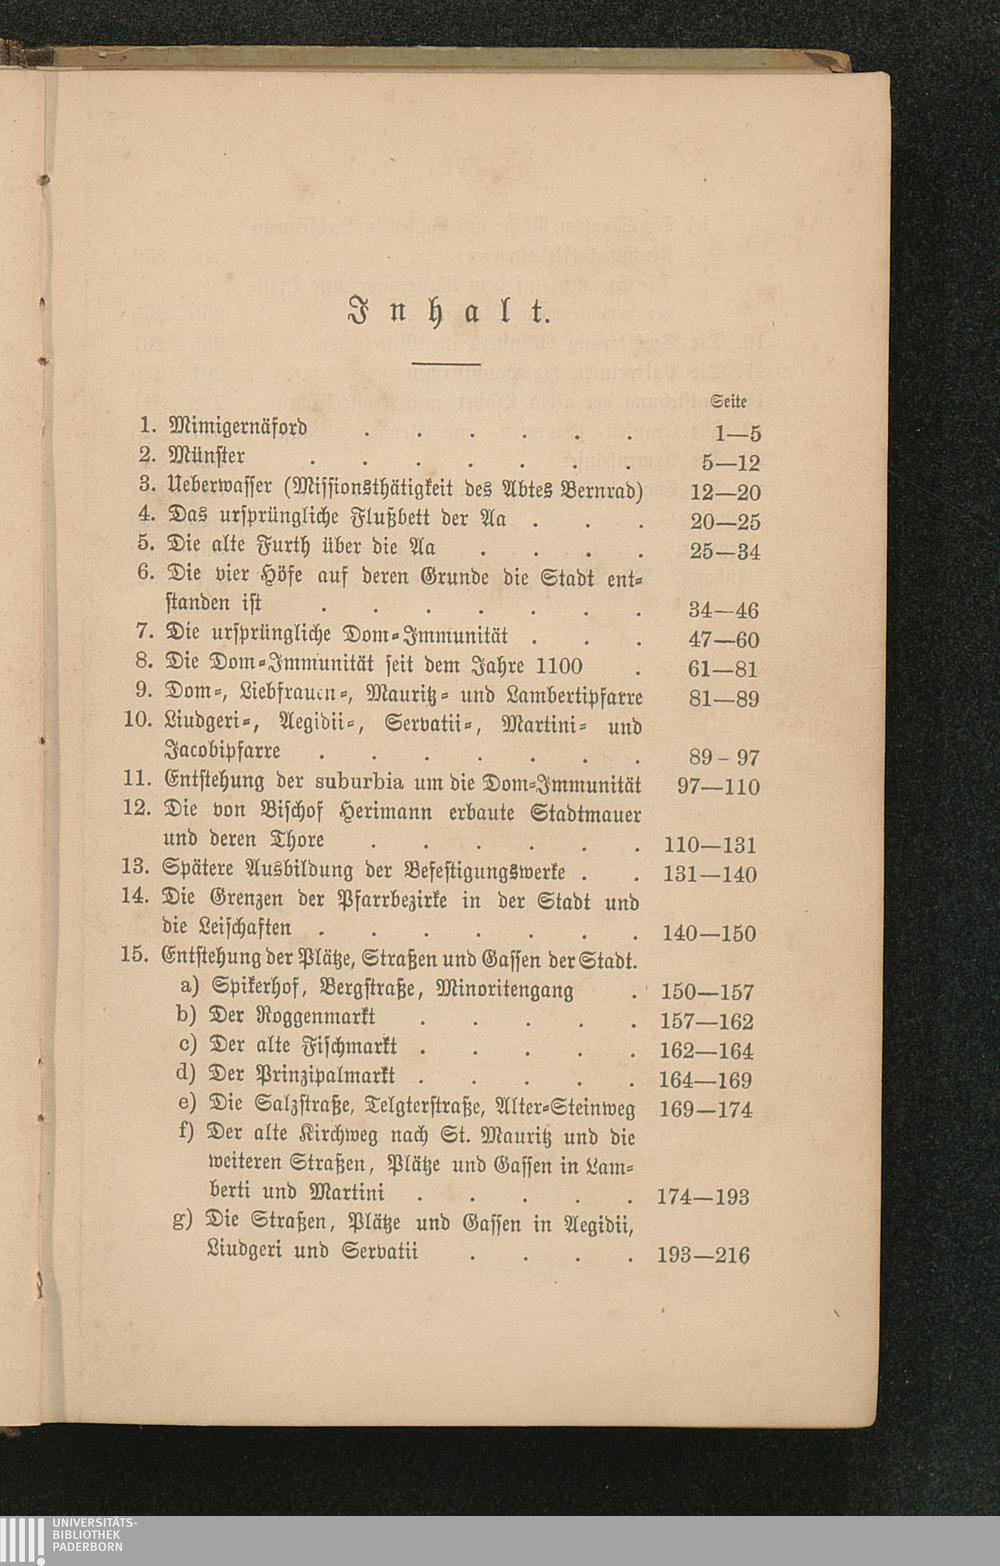 Inhalt.
Seite
1. Mimigernäford . . . . . . 1—5
2. Münster . . . . . . . 5—12
3. Ueberwasser (Missionsthätigkeit des Abtes Bernrad) 12—20
4. Das ursprüngliche Flußbett der Aa . . . 20—25
5. Die alte Furth über die Aa . . . . 25—34
6. Die vier Höfe auf deren Grunde die Stadt ent-
standen ist . . . . . . . 34—46
7. Die ursprüngliche Dom-Immunität . . . 47—60
8. Die Dom-Immunität seit dem Jahre 1100 . 61—81
9. Dom-, Liebfrauen-, Mauritz- und Lambertipfarre 81—89
10. Liudgeri-, Aegidii-, Servatii-, Martini- und
Jacobipfarre . . . . . . . 89-97
11. Entstehung der suburbia um die Dom-Immunität 97—110
12. Die von Bischof Herimann erbaute Stadtmauer
und deren Thore . . . . . . 110—131
13. Spätere Ausbildung der Befestigungswerke . . 131—140
14. Die Grenzen der Pfarrbezirke in der Stadt und
die Leischaften . . . . . . . 140—150
15. Entstehung der Plätze, Straßen und Gassen der Stadt.
a) Spikerhof, Bergstraße, Minoritengang . 150—157
b) Der Roggenmarkt . . . . . 157—162
c) Der alte Fischmarkt . . . . . 162—164
d) Der Prinzipalmarkt . . . . . 164—169
e) Die Salzstraße, Telgterstraße, Alter-Steinweg 169—174
f) Der alte Kirchweg nach St. Mauritz und die
weiteren Straßen, Plätze und Gassen in Lam-
berti und Martini . . . . . 174—193
g) Die Straßen, Plätze und Gassen in Aegidii,
Liudgeri und Servatii . . . . 193—216
UNIVERSITÄTS-
BIBLIOTHEK
PADERBORN